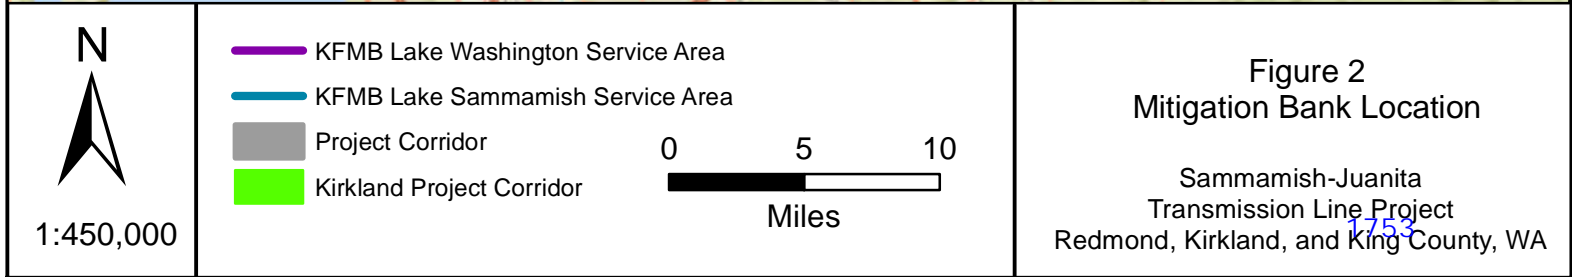 N
1:450,000
KFMB Lake Washington Service Area
KFMB Lake Sammamish Service Area
Project Corridor
Kirkland Project Corridor
0 5 10
Miles
Figure 2
Mitigation Bank Location
Sammamish-Juanita
Transmission Line Project
Redmond, Kirkland, and King County, WA
1753